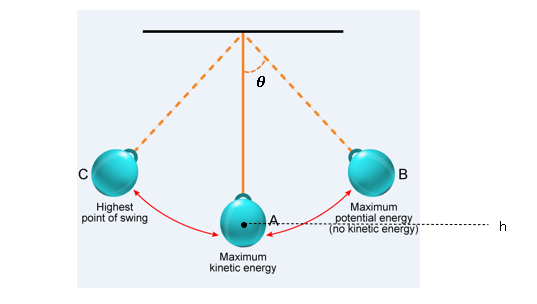 θ
C
B
Highest
point of swing
A
Maximum
potential energy
(no kinetic energy)
h
Maximum
kinetic energy